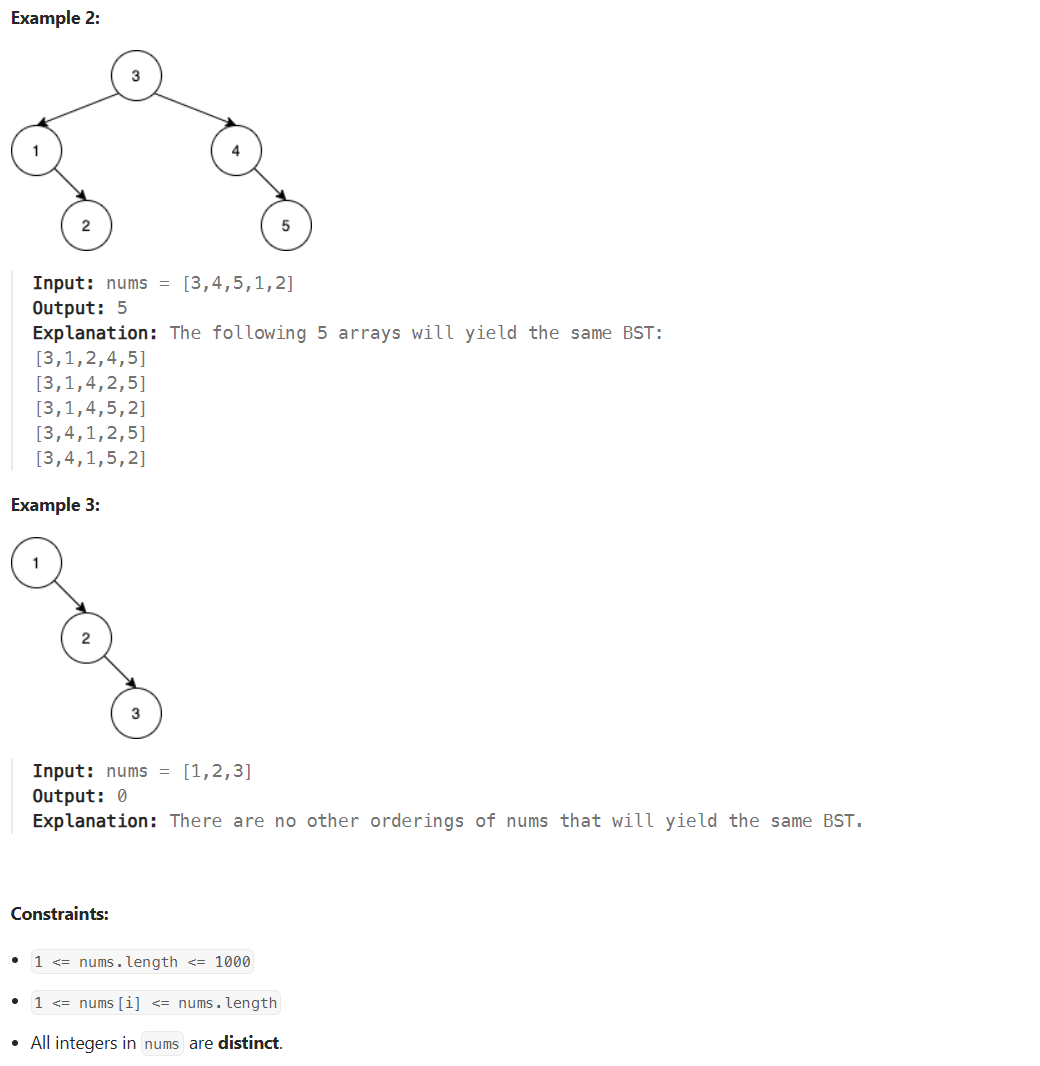 Example 2:
3
1
4
2
5
Input: nums = [3,4,5,1,2]
Output: 5
Explanation: The following 5 arrays will yield the same BST:
[3,1,2,4,5]
[3,1,4,2,5]
[3,1,4,5,2]
[3,4,1,2,5]
[3,4,1,5,2]
Example 3:
1
2
3
Input: nums = [1,2,3]
Output: 0
Explanation: There are no other orderings of nums that will yield the same BST.
Constraints:
• 1 <= nums.length <= 1000
• 1 <= nums[i] <= nums.length
• All integers in nums are distinct.